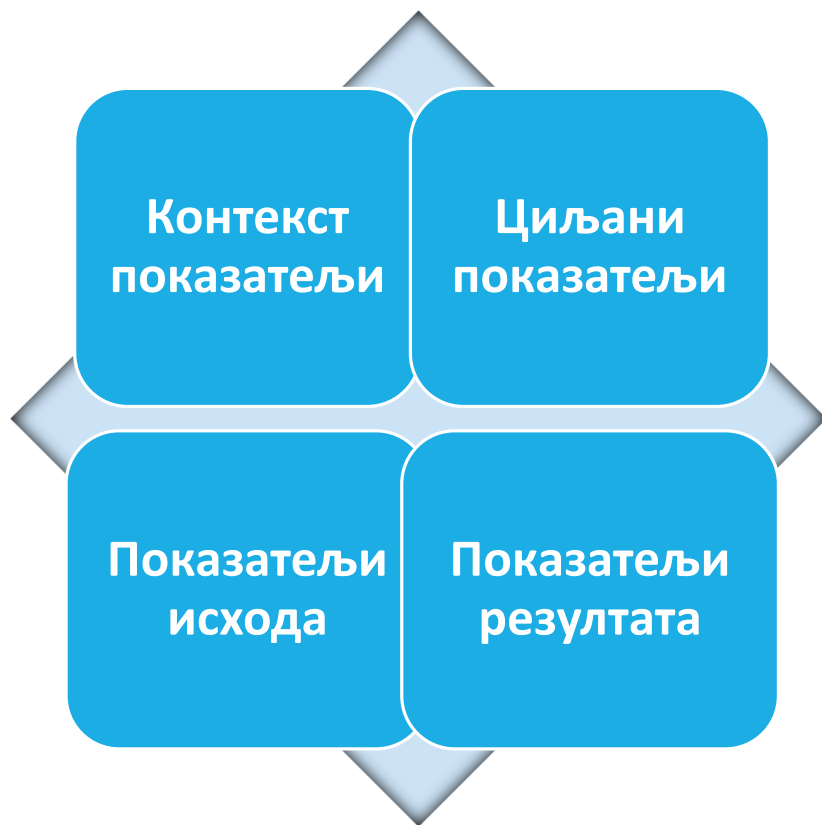 Контекст
показатељи
Циљани
показатељи
Показатељи
исхода
Показатељи
резултата